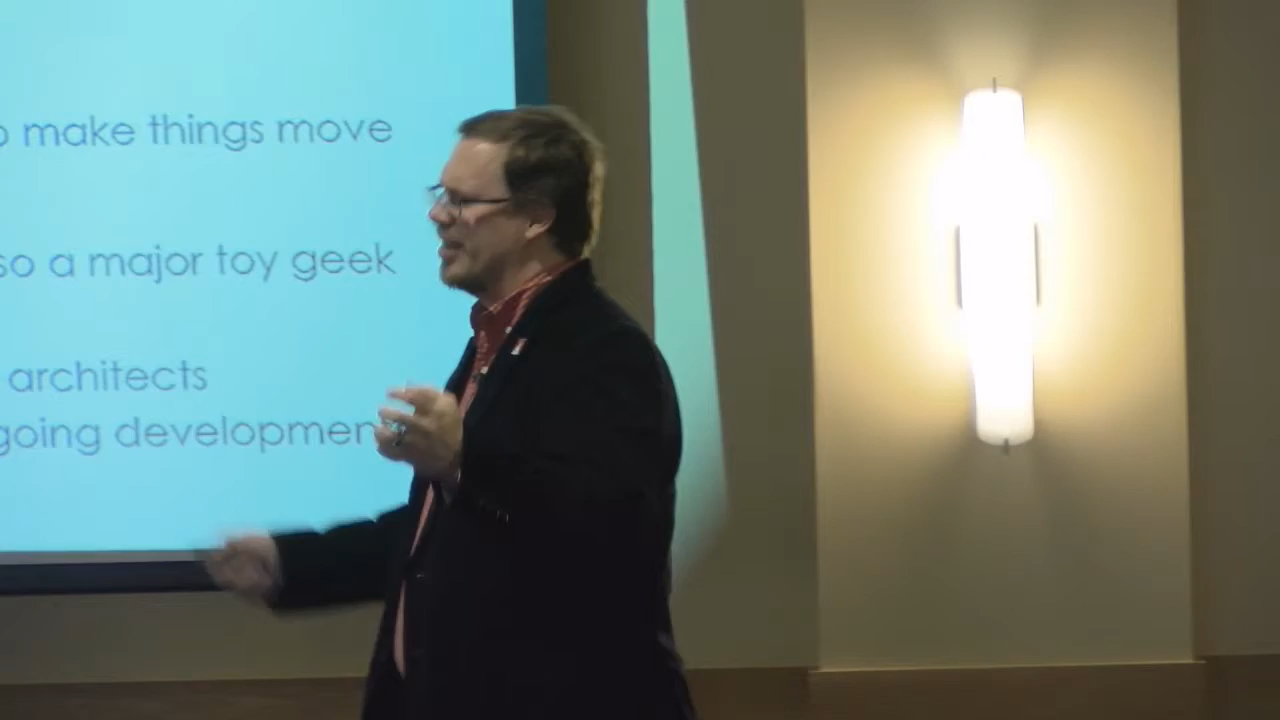 make things move
so a major toy geek
architects
going developmen